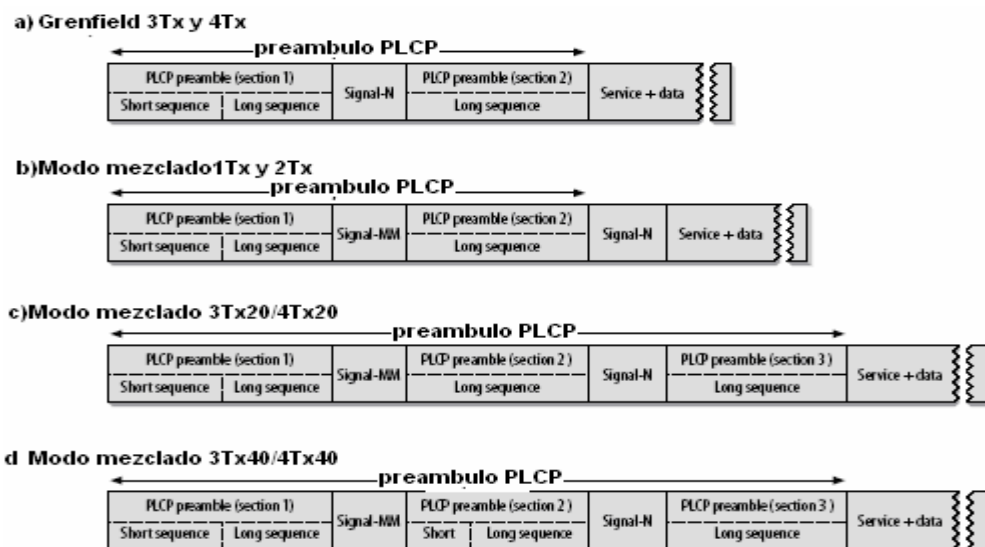 a) Grenfield 3Tx y 4Tx
preambulo PLCP
PLCP preamble (section 1)
Signal-N
PLCP preamble (section 2)
Service + data
Short sequence
Long sequence
Long sequence
b)Modo mezclado1Tx y 2Tx
preambulo PLCP
PLCP preamble (section 1)
Signal-MM
PLCP preamble (section 2)
Signal-N
Service + data
Short sequence
Long sequence
Long sequence
c)Modo mezclado 3Tx20/4Tx20
preambulo PLCP
PLCP preamble (section 1)
Signal-MM
PLCP preamble (section 2)
Signal-N
PLCP preamble (section 3)
Service + data
Short sequence
Long sequence
Long sequence
Long sequence
d Modo mezclado 3Tx40/4Tx40
preambulo PLCP
PLCP preamble (section 1)
Signal-MM
PLCP preamble (section 2)
Signal-N
PLCP preamble (section 3)
Service + data
Short sequence
Long sequence
Short
Long sequence
Long sequence